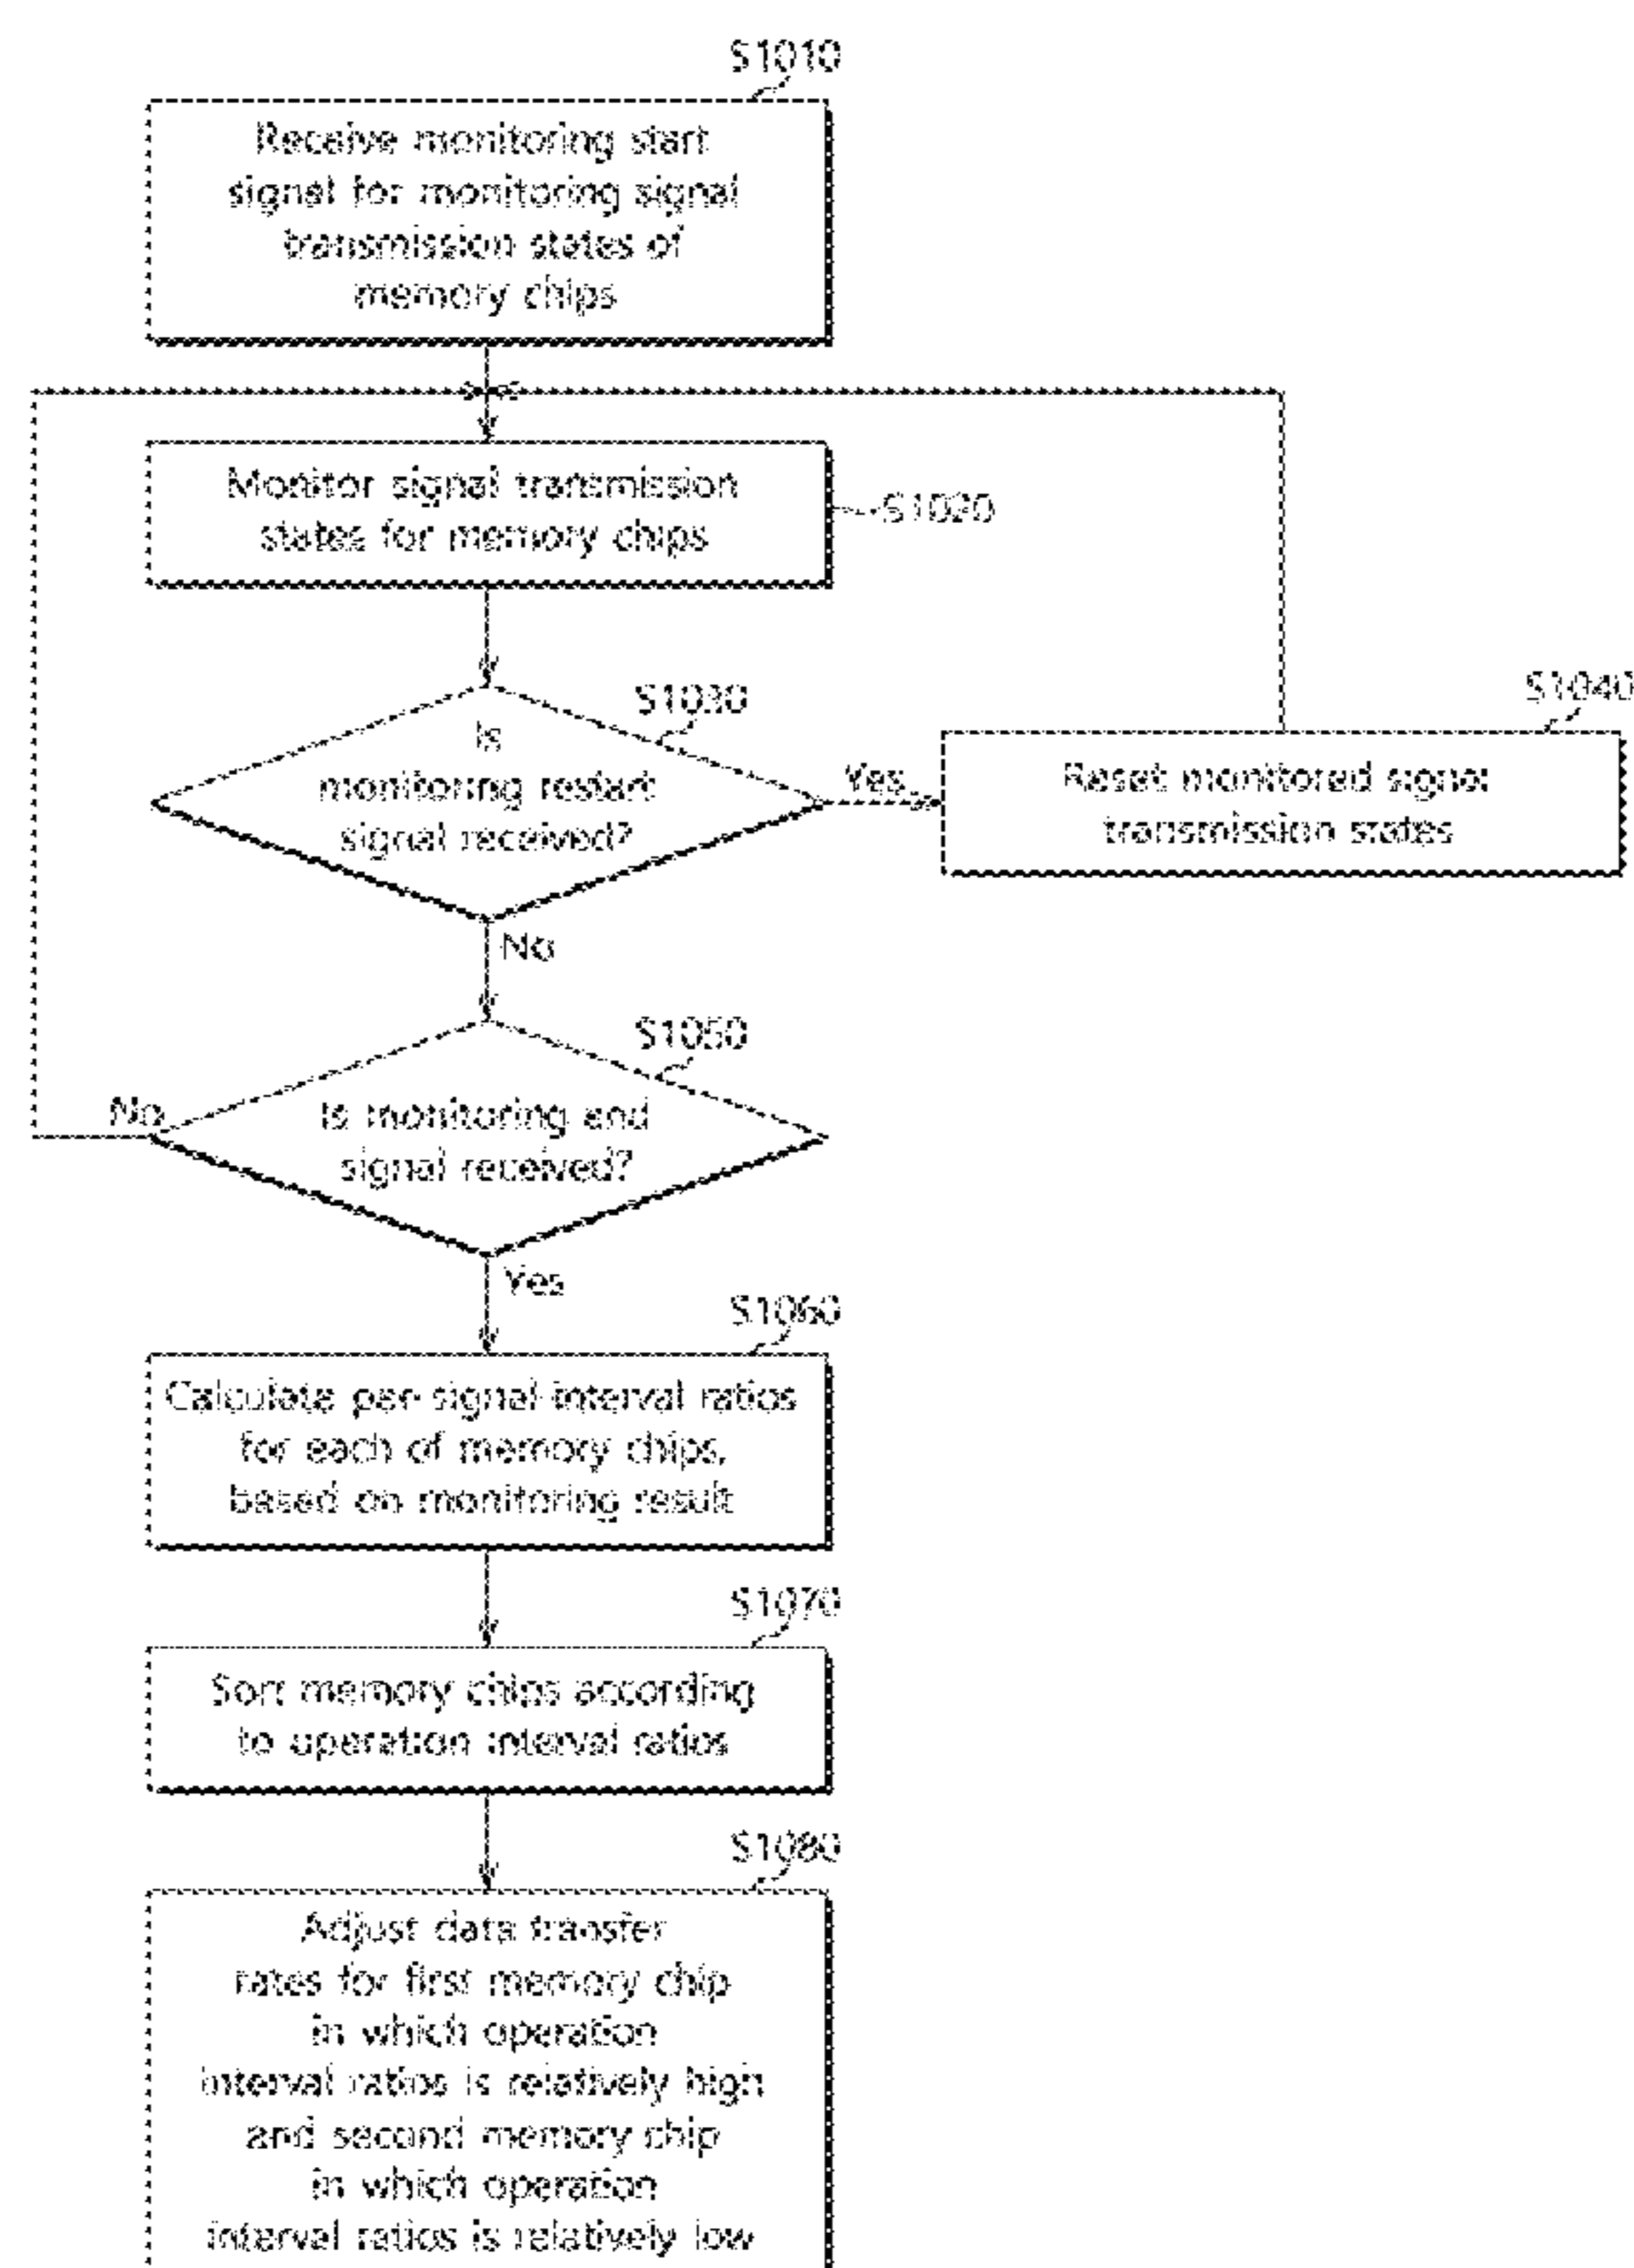 S1010
Receive monitoring start
signal for monitoring signal
transmission states of
memory chips
Monitor signal transmission
states for memory chips
S1020
S1030
Is
monitoring restart
signal received?
Yes
S1040
Reset monitored signal
transmission states
No
S1050
Is monitoring end
signal received?
No
Yes
S1060
Calculate per-signal-interval ratios
for each of memory chips,
based on monitoring result
S1070
Sort memory chips according
to operation interval ratios
S1080
Adjust data transfer
rates for first memory chip
in which operation
interval ratios is relatively high
and second memory chip
in which operation
interval ratios is relatively low